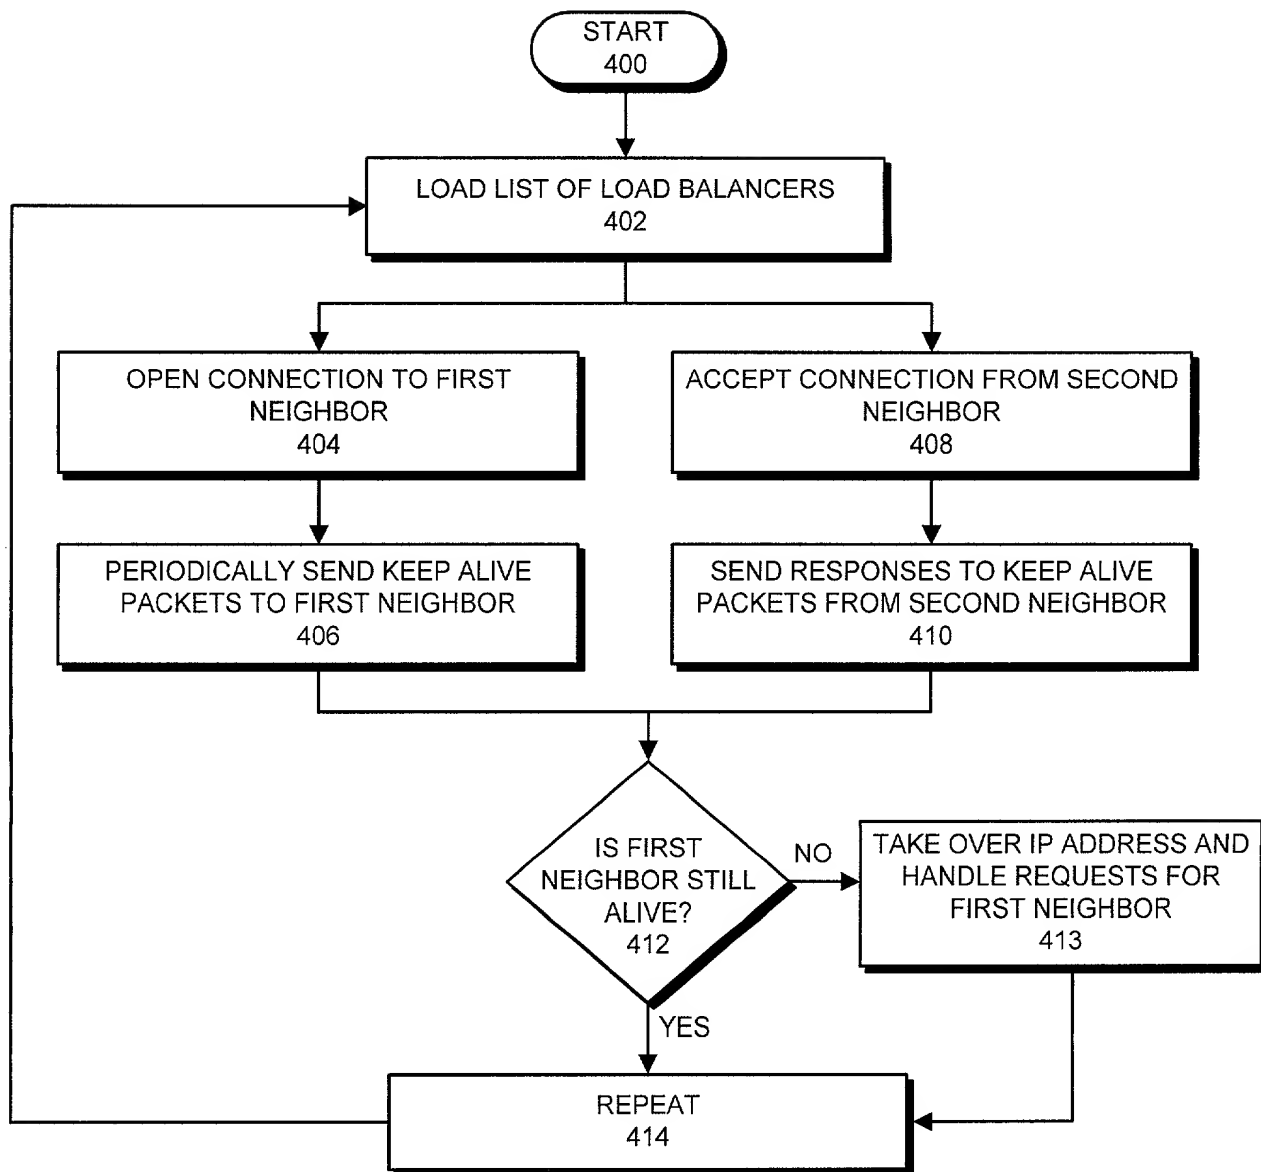 START
400
LOAD LIST OF LOAD BALANCERS
402
OPEN CONNECTION TO FIRST
NEIGHBOR
404
ACCEPT CONNECTION FROM SECOND
NEIGHBOR
408
PERIODICALLY SEND KEEP ALIVE
PACKETS TO FIRST NEIGHBOR
406
SEND RESPONSES TO KEEP ALIVE
PACKETS FROM SECOND NEIGHBOR
410
IS FIRST
NEIGHBOR STILL
ALIVE?
412
NO
TAKE OVER IP ADDRESS AND
HANDLE REQUESTS FOR
FIRST NEIGHBOR
413
YES
REPEAT
414